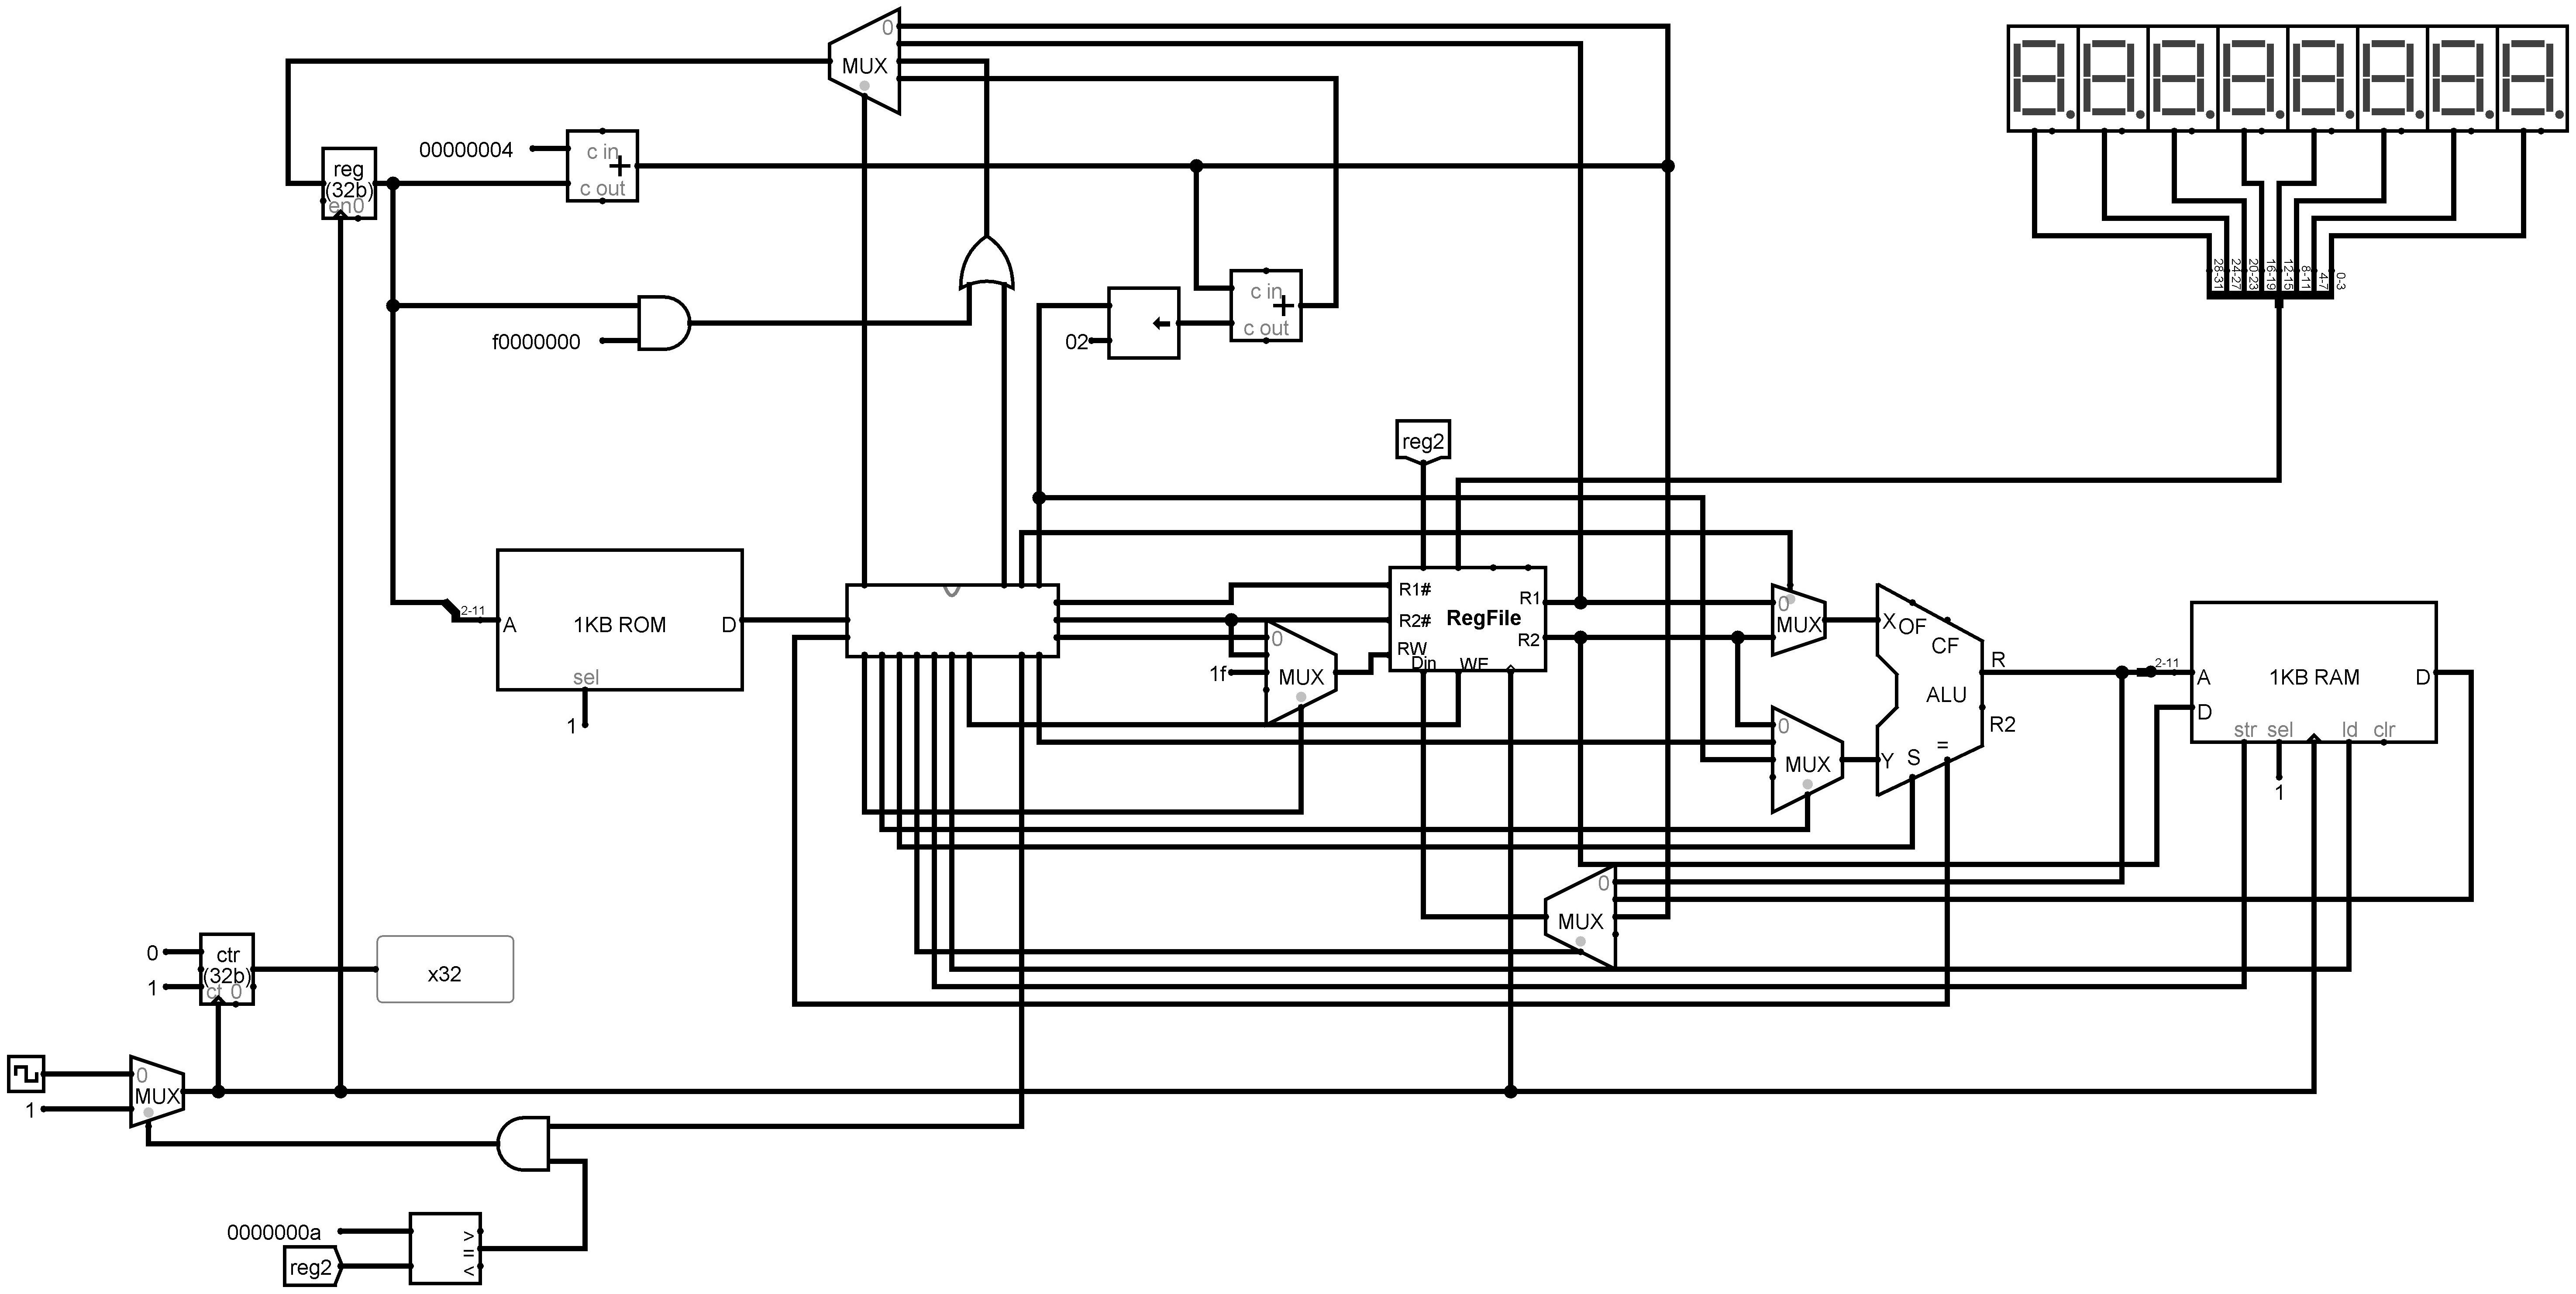 0
MUX
00000004
c in
+
c out
reg
(32b)
en0
28-31
24-27
20-23
16-19
12-15
8-11
4-7
0-3
f0000000
02
c in
+
c out
reg2
2-11
A
1KB ROM
D
sel
1
R1#
R2#
RW
Din
WE
RegFile
R1
R2
0
MUX
1f
0
MUX
0
MUX
X
OF
CF
ALU
Y
S
=
R
R2
2-11
A
D
1KB RAM
D
str
sel
ld
clr
1
0
MUX
0
1
ctr
(32b)
ct 0
x32
0
MUX
1
0000000a
reg2
>
=
<